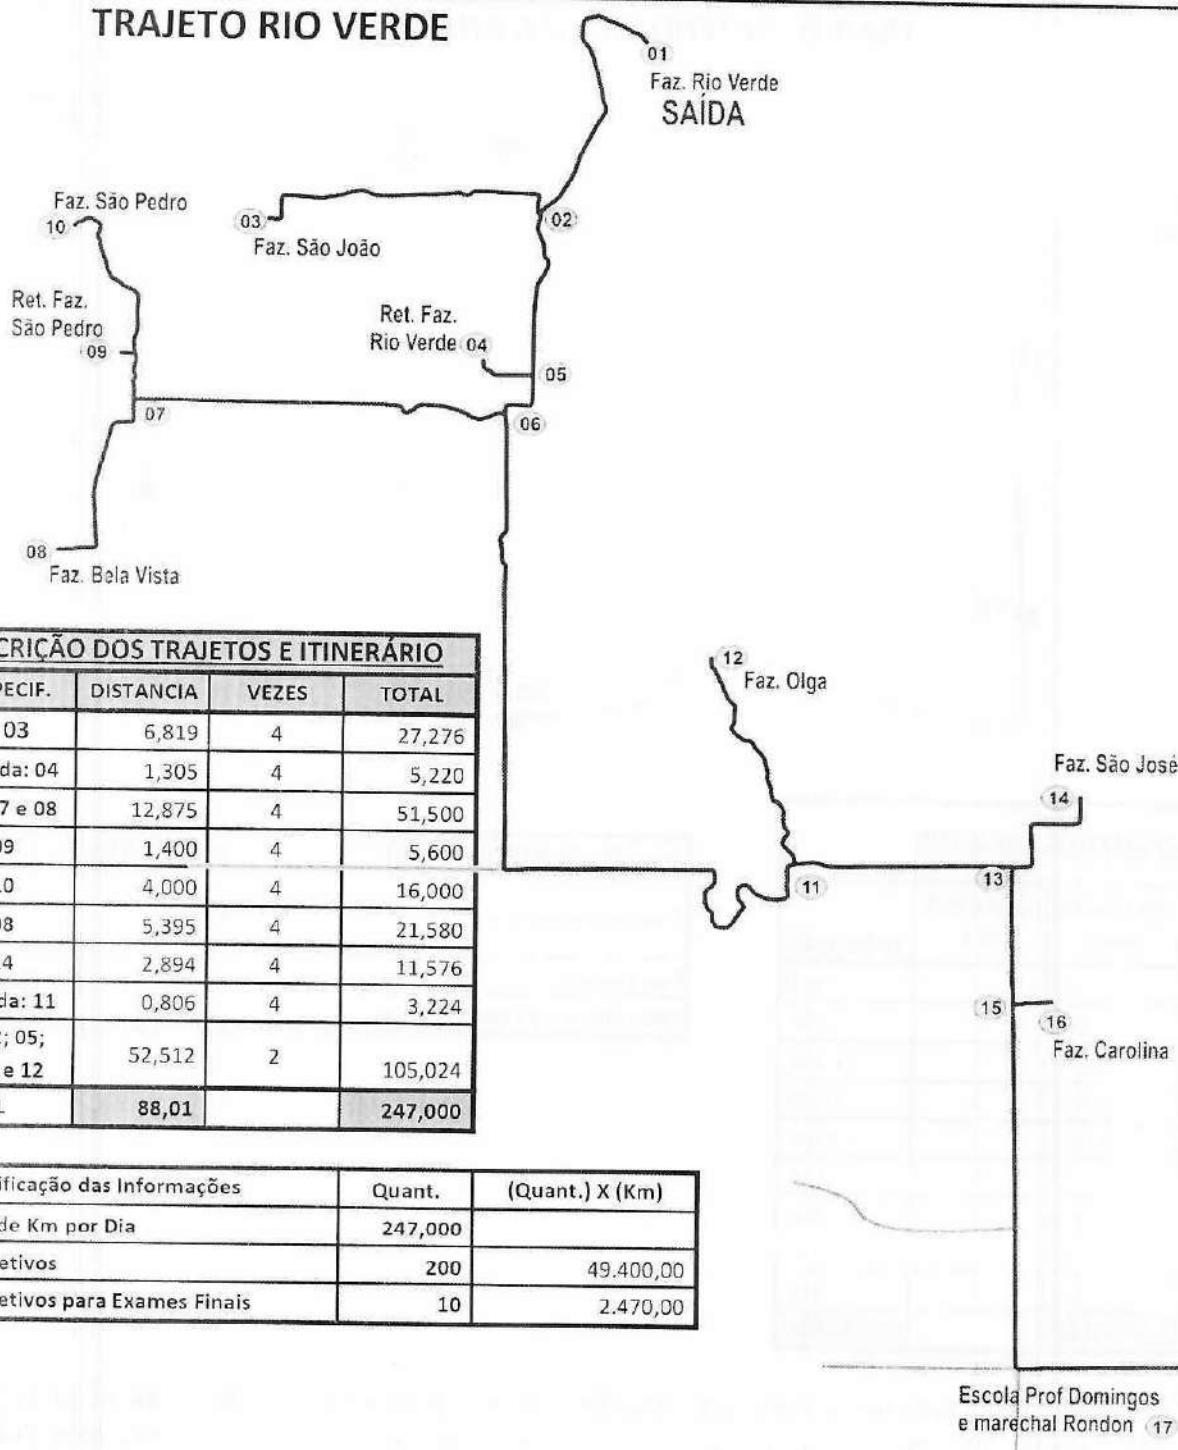 TRAJETO RIO VERDE
01
Faz. Rio Verde
SAÍDA
Faz. São Pedro
10
03
02
Faz. São João
Ret. Faz.
São Pedro
09
Ret. Faz.
Rio Verde 04
05
07
06
08
Faz. Bela Vista
CRIÇÃO DOS TRAJETOS E ITINERÁRIO
PECIF. DISTANCIA VEZES TOTAL
03 6,819 4 27,276
da: 04 1,305 4 5,220
7 e 08 12,875 4 51,500
09 1,400 4 5,600
0 4,000 4 16,000
08 5,395 4 21,580
4 2,894 4 11,576
da: 11 0,806 4 3,224
; 05;
e 12 52,512 2 105,024
88,01 247,000
12
Faz. Olga
Faz. São José
14
11
13
15
16
Faz. Carolina
ificação das Informações Quant. (Quant.) X (Km)
de Km por Dia 247,000
etivos 200 49.400,00
etivos para Exames Finais 10 2.470,00
Escola Prof Domingos
e marechal Rondon 17